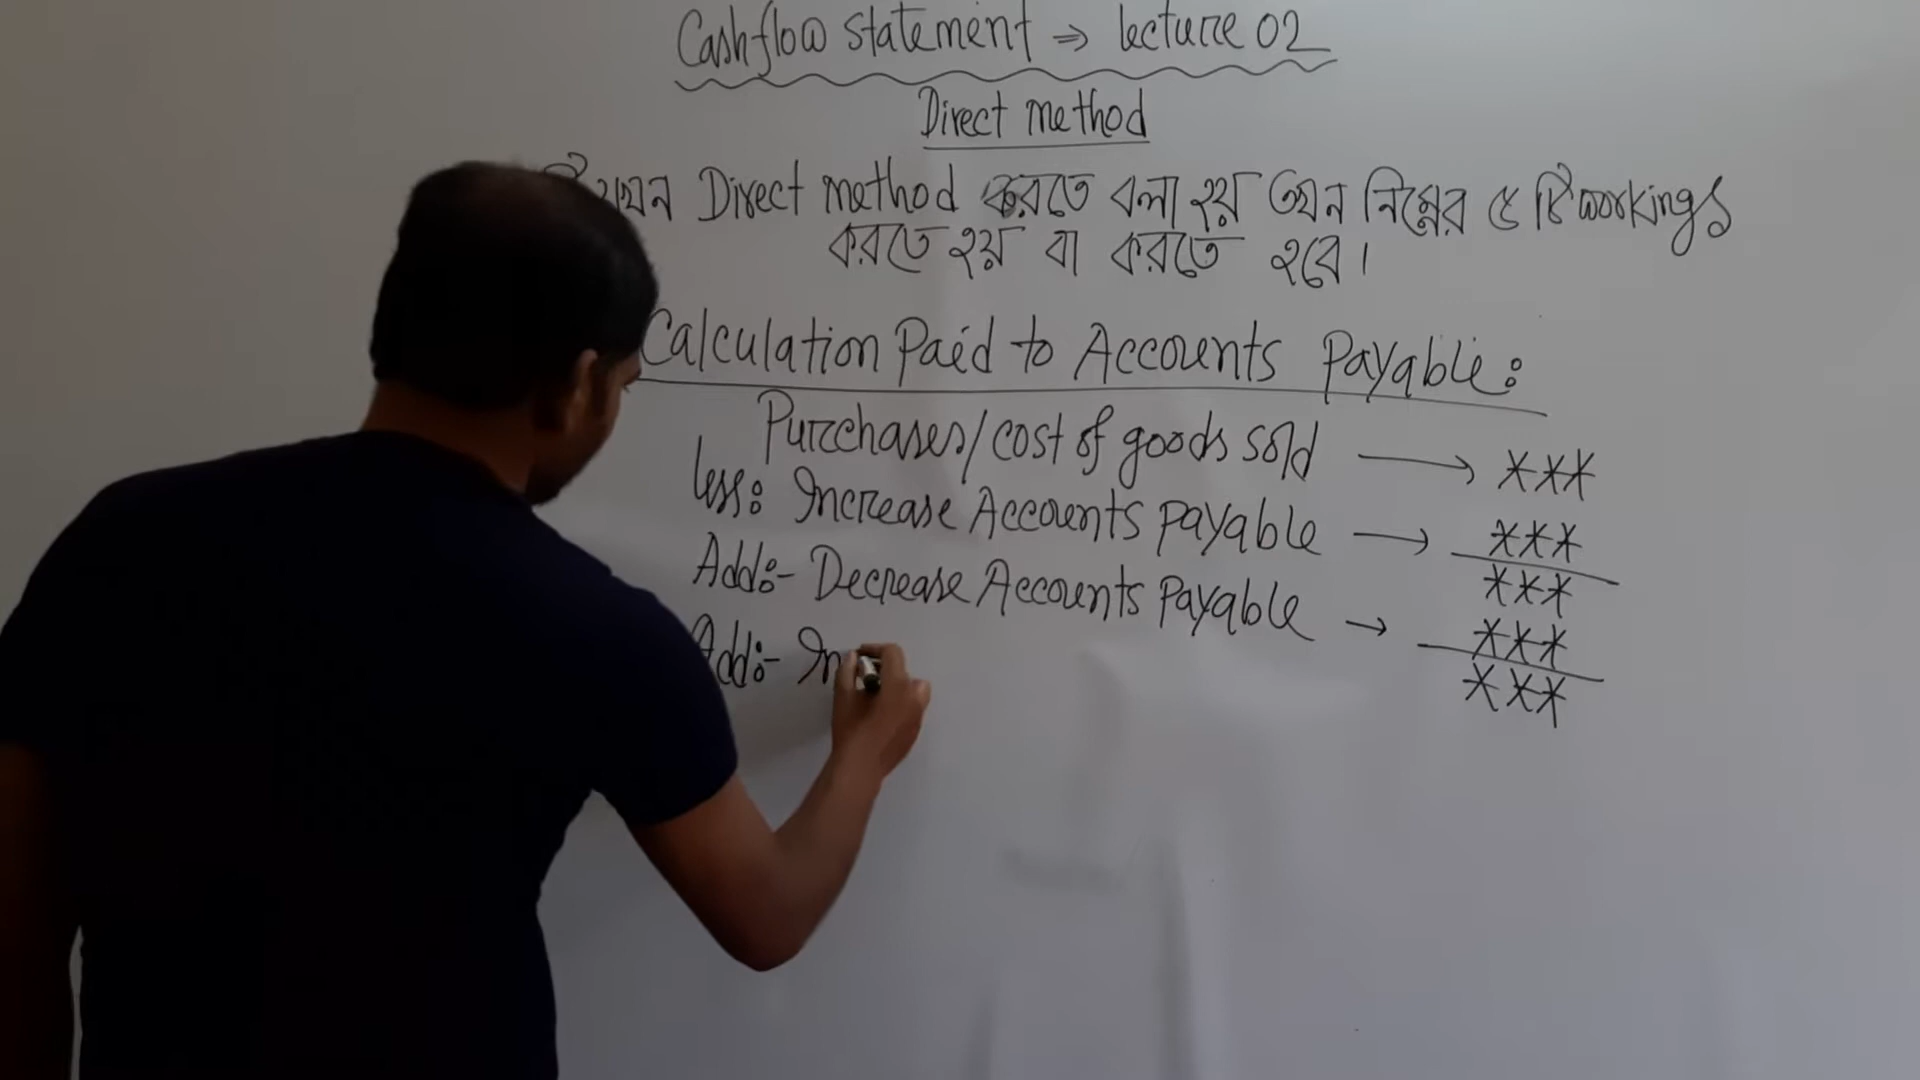 Cashflow statement ⇒ lecture 02
Direct method
যখন Direct method করতে বলা হয় তখন নিম্নের ৫ টি workings
করতে হয় বা করতে হবে।
Calculation Paid to Accounts Payable:
Purchases/cost of goods sold → ***
less: Increase Accounts Payable → ***
***
Add:- Decrease Accounts Payable → ***
***
Add:- In